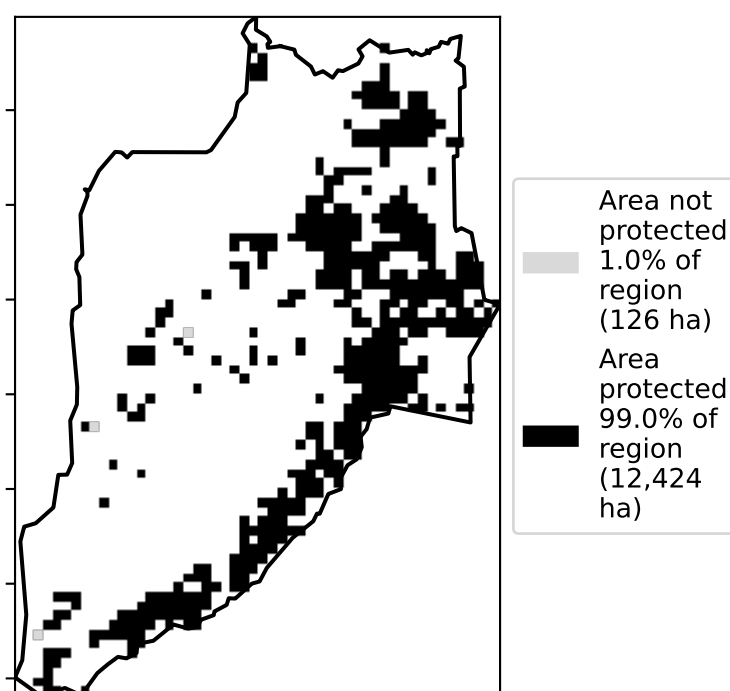 Area not
protected
1.0% of
region
(126 ha)
Area
protected
99.0% of
region
(12,424
ha)